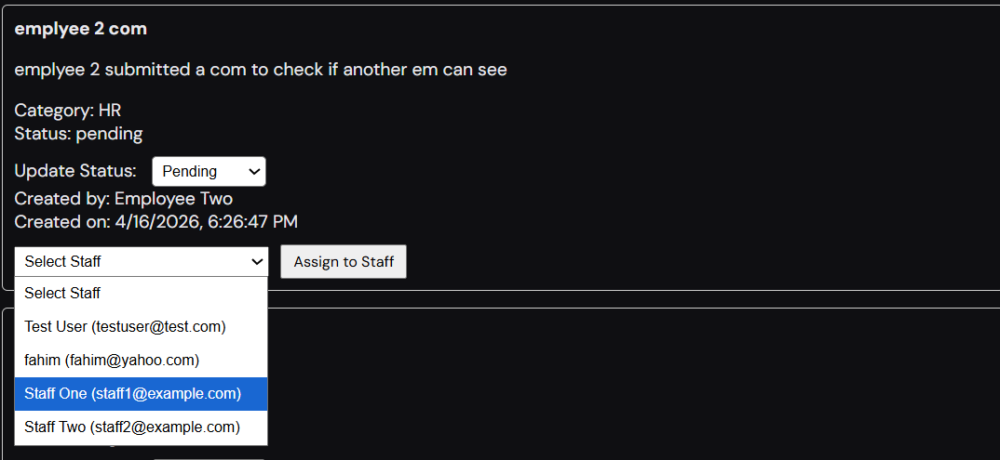 emplyee 2 com
emplyee 2 submitted a com to check if another em can see
Category: HR
Status: pending
Update Status: Pending
Created by: Employee Two
Created on: 4/16/2026, 6:26:47 PM
Select Staff Assign to Staff
Select Staff
Test User (testuser@test.com)
fahim (fahim@yahoo.com)
Staff One (staff1@example.com)
Staff Two (staff2@example.com)